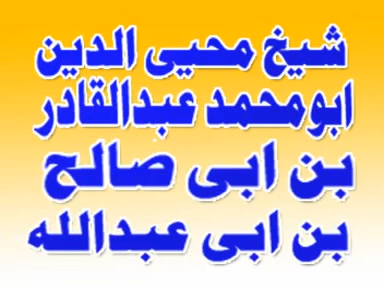 شیخ محیی الدین
ابومحمد عبدالقادر
بن ابی صالح
بن ابی عبدالله